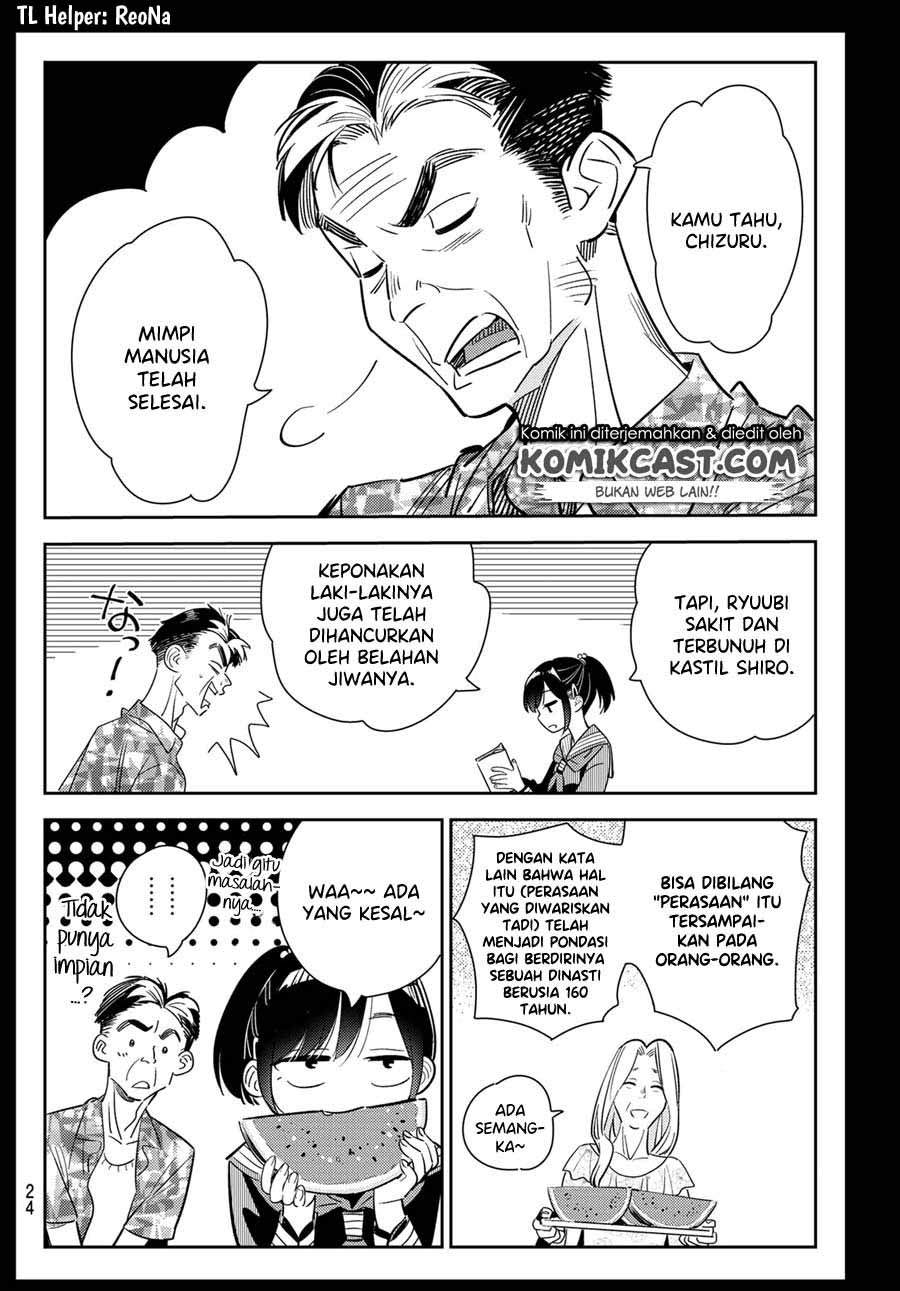 TL Helper: ReoNa
KAMU TAHU,
CHIZURU.
MIMPI
MANUSIA
TELAH
SELESAI.
Komik ini diterjemahkan & diedit oleh
KOMIKCAST.COM
BUKAN WEB LAIN!!
TAPI, RYUUBI
SAKIT DAN
TERBUNUH DI
KASTIL SHIRO.
KEPONAKAN
LAKI-LAKINYA
JUGA TELAH
DIHANCURKAN
OLEH BELAHAN
JIWANYA.
なっ!
BISA DIBILANG
"PERASAAN" ITU
TERSAMPAI-
KAN PADA
ORANG-ORANG.
DENGAN KATA
LAIN BAHWA HAL
ITU (PERASAAN
YANG DIWARISKAN
TADI) TELAH
MENJADI PONDASI
BAGI BERDIRINYA
SEBUAH DINASTI
BERUSIA 160
TAHUN.
ADA
SEMANG-
KA~
WAA~~ ADA
YANG KESAL~
Jadi gitu
masalah-
nya....
......
Tidak
punya
impian
....?
24